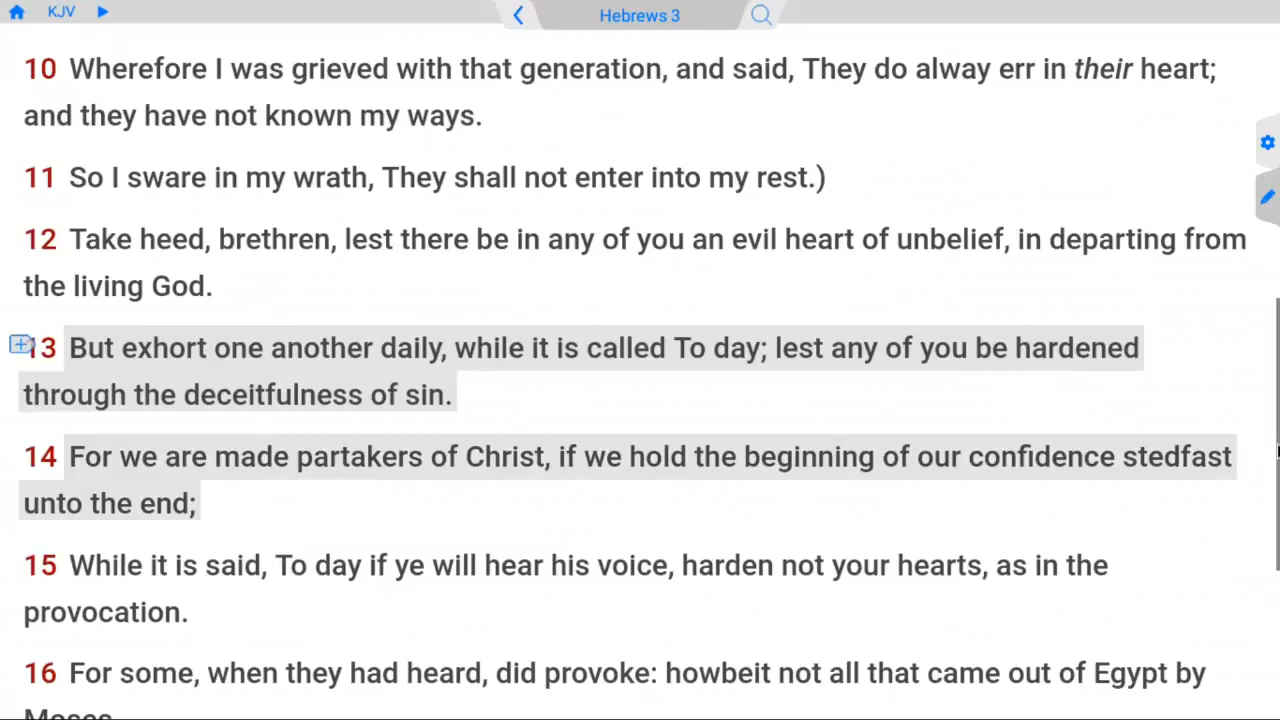 KJV
Hebrews 3
10 Wherefore I was grieved with that generation, and said, They do alway err in their heart;
and they have not known my ways.
11 So I sware in my wrath, They shall not enter into my rest.)
12 Take heed, brethren, lest there be in any of you an evil heart of unbelief, in departing from
the living God.
13 But exhort one another daily, while it is called To day; lest any of you be hardened
through the deceitfulness of sin.
14 For we are made partakers of Christ, if we hold the beginning of our confidence stedfast
unto the end;
15 While it is said, To day if ye will hear his voice, harden not your hearts, as in the
provocation.
16 For some, when they had heard, did provoke: howbeit not all that came out of Egypt by
Moses